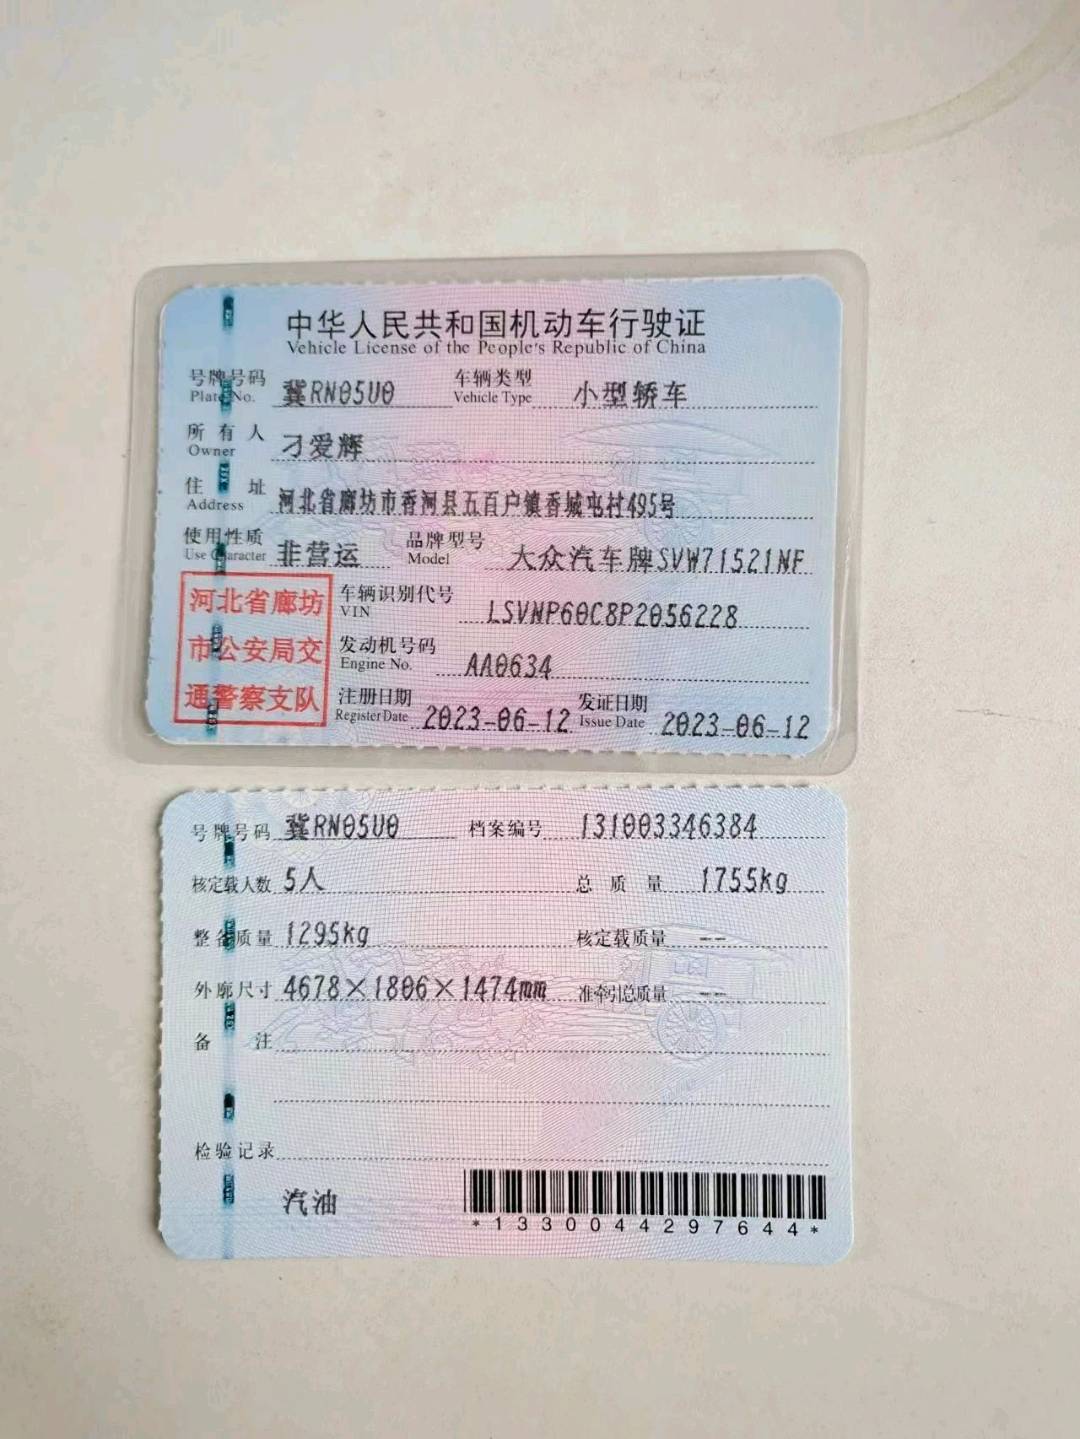 中华人民共和国机动车行驶证
Vehicle License of the People's Republic of China
号牌号码 冀RN05U0 车辆类型 小型轿车
Plate No. Vehicle Type
所有人 刁爱辉
Owner
住址 河北省廊坊市香河县五百户镇香城屯村495号
Address
使用性质 非营运 品牌型号 大众汽车牌SVW71521NF
Use Character Model
河北省廊坊
市公安局交
通警察支队
车辆识别代号 LSVNP60C8P2056228
VIN
发动机号码 AA0634
Engine No.
注册日期 2023-06-12 发证日期 2023-06-12
Register Date Issue Date
号牌号码 冀RN05U0 档案编号 131003346384
核定载人数 5人 总质量 1755kg
整备质量 1295kg 核定载质量 --
外廓尺寸 4678×1806×1474mm 准牵引总质量 --
备注
检验记录
汽油
*1330044297644*